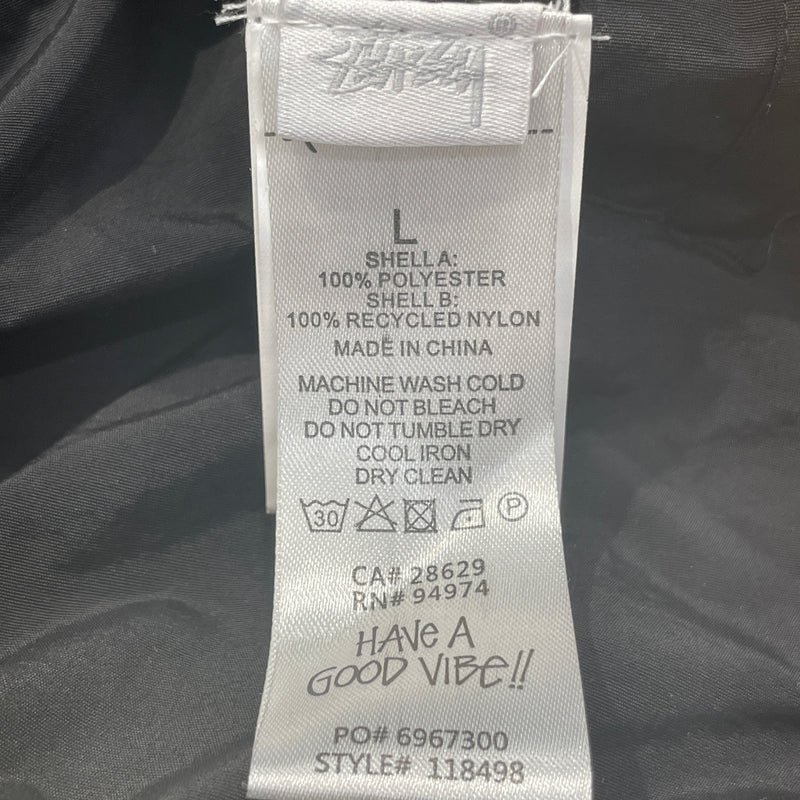 Stüssy
L
SHELL A:
100% POLYESTER
SHELL B:
100% RECYCLED NYLON
MADE IN CHINA
MACHINE WASH COLD
DO NOT BLEACH
DO NOT TUMBLE DRY
COOL IRON
DRY CLEAN
30 P
CA# 28629
RN# 94974
HAVE A
GOOD VIBE!!
PO# 6967300
STYLE# 118498